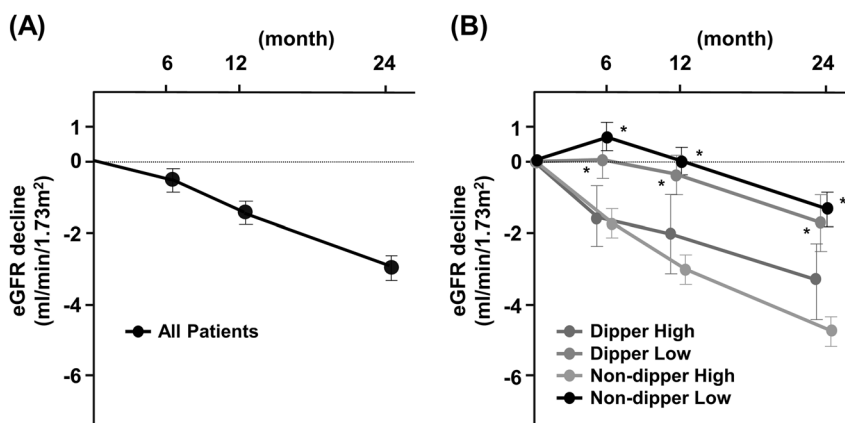 (A)
(month)
6 12 24
1
0
-2
-4
-6
eGFR decline
(ml/min/1.73m²)
All Patients
(B)
(month)
6 12 24
1
0
-2
-4
-6
eGFR decline
(ml/min/1.73m²)
* * * * * *
Dipper High
Dipper Low
Non-dipper High
Non-dipper Low